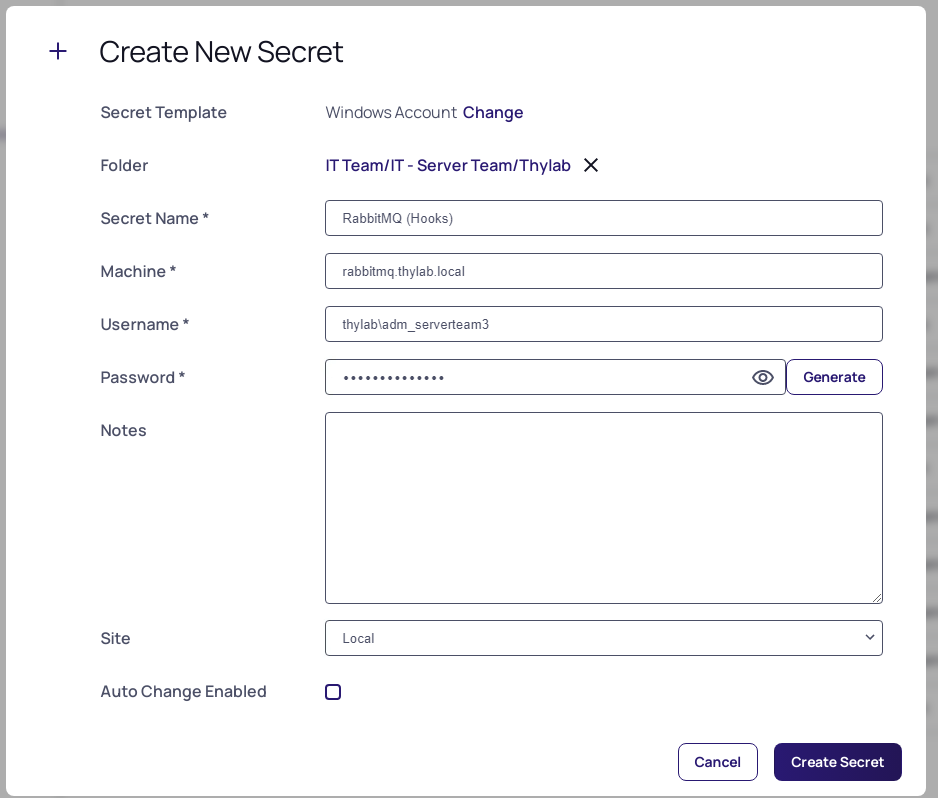 Create New Secret
Secret Template Windows Account Change
Folder IT Team/IT - Server Team/Thylab
Secret Name * RabbitMQ (Hooks)
Machine * rabbitmq.thylab.local
Username * thylab\adm_serverteam3
Password * •••••••••••••• Generate
Notes
Site Local
Auto Change Enabled
Cancel Create Secret